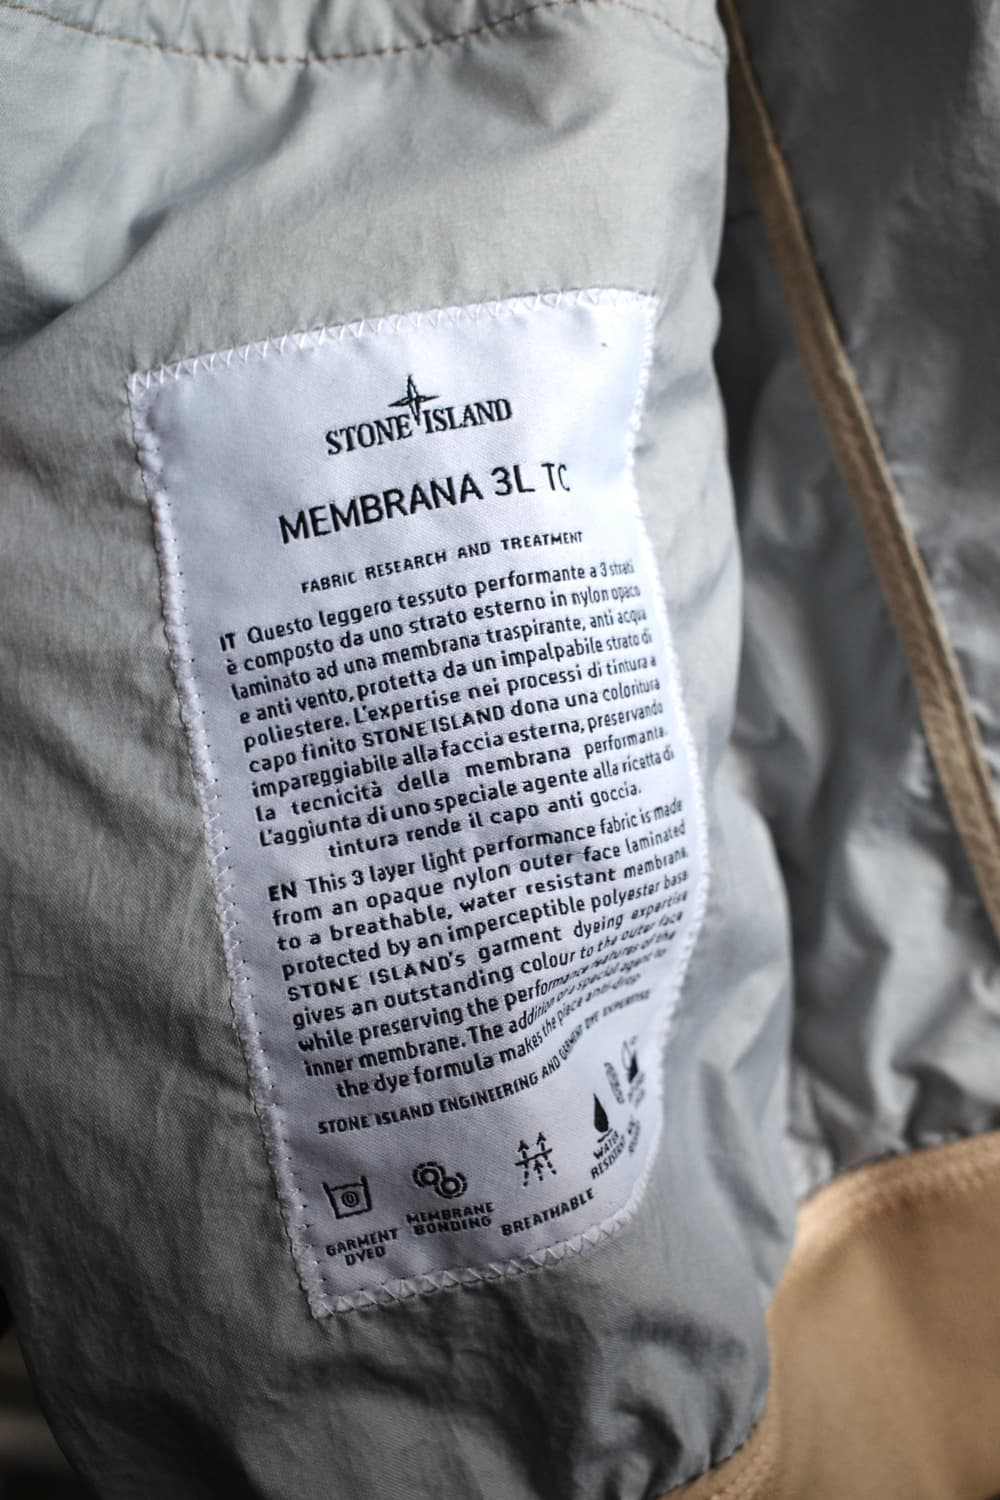 STONE ISLAND
MEMBRANA 3L TC
FABRIC RESEARCH AND TREATMENT
IT Questo leggero tessuto performante a 3 strati
è composto da uno strato esterno in nylon opaco
laminato ad una membrana traspirante, anti acqua
e anti vento, protetta da un impalpabile strato di
poliestere. L'expertise nei processi di tintura a
capo finito STONE ISLAND dona una coloritura
impareggiabile alla faccia esterna, preservando
la tecnicità della membrana performante.
L'aggiunta di uno speciale agente alla ricetta di
tintura rende il capo anti goccia.
EN This 3 layer light performance fabric is made
from an opaque nylon outer face laminated
to a breathable, water resistant membrane,
protected by an imperceptible polyester base
STONE ISLAND's garment dyeing expertise
gives an outstanding colour to the outer face
while preserving the performance features of the
inner membrane. The addition of a special agent to
the dye formula makes the piece anti-drop.
STONE ISLAND ENGINEERING AND GARMENT DYE EXPERTISE
GARMENT
DYED
MEMBRANE
BONDING
BREATHABLE
WATER
RESISTANT